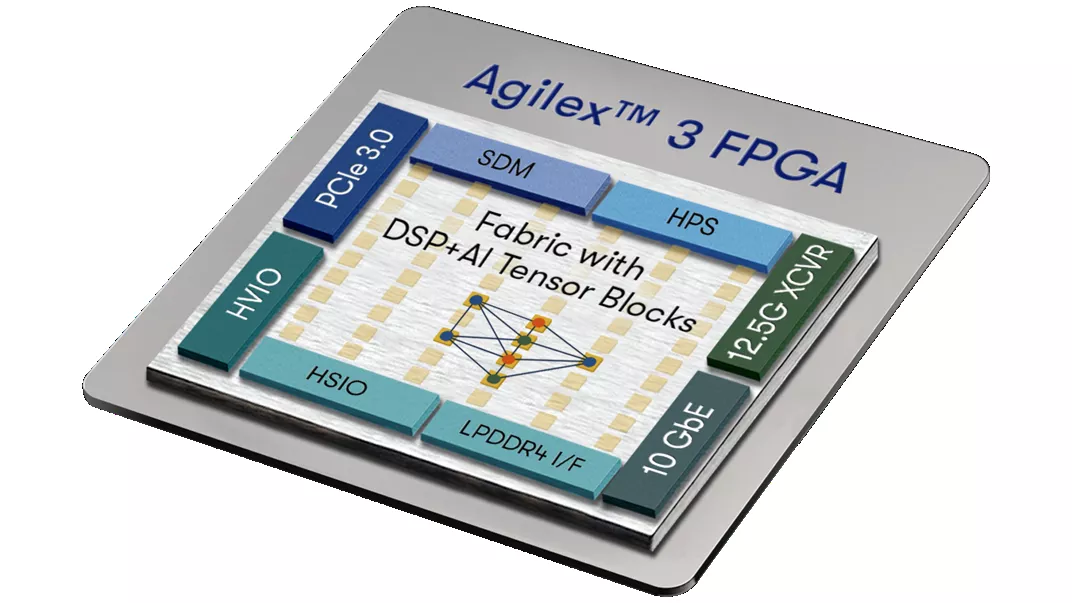 Agilex™ 3 FPGA
PCIe 3.0
SDM
HPS
Fabric with
DSP+AI Tensor Blocks
HVIO
12.5G XCVR
HSIO
LPDDR4 I/F
10 GbE